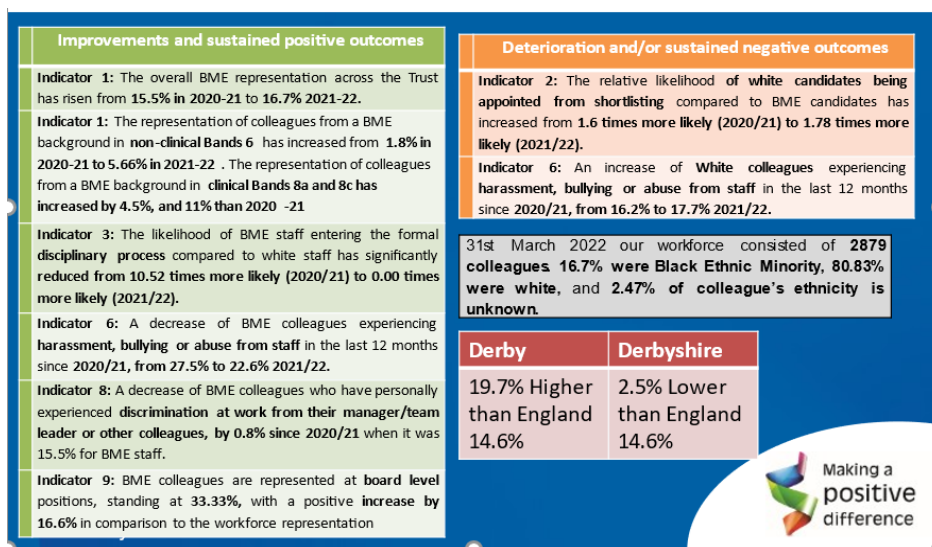 Improvements and sustained positive outcomes
Indicator 1: The overall BME representation across the Trust
has risen from 15.5% in 2020-21 to 16.7% 2021-22.
Indicator 1: The representation of colleagues from a BME
background in non-clinical Bands 6 has increased from 1.8% in
2020-21 to 5.66% in 2021-22 . The representation of colleagues
from a BME background in clinical Bands 8a and 8c has
increased by 4.5%, and 11% than 2020 -21
Indicator 3: The likelihood of BME staff entering the formal
disciplinary process compared to white staff has significantly
reduced from 10.52 times more likely (2020/21) to 0.00 times
more likely (2021/22).
Indicator 6: A decrease of BME colleagues experiencing
harassment, bullying or abuse from staff in the last 12 months
since 2020/21, from 27.5% to 22.6% 2021/22.
Indicator 8: A decrease of BME colleagues who have personally
experienced discrimination at work from their manager/team
leader or other colleagues, by 0.8% since 2020/21 when it was
15.5% for BME staff.
Indicator 9: BME colleagues are represented at board level
positions, standing at 33.33%, with a positive increase by
16.6% in comparison to the workforce representation
Deterioration and/or sustained negative outcomes
Indicator 2: The relative likelihood of white candidates being
appointed from shortlisting compared to BME candidates has
increased from 1.6 times more likely (2020/21) to 1.78 times more
likely (2021/22).
Indicator 6: An increase of White colleagues experiencing
harassment, bullying or abuse from staff in the last 12 months
since 2020/21, from 16.2% to 17.7% 2021/22.
31st March 2022 our workforce consisted of 2879
colleagues. 16.7% were Black Ethnic Minority, 80.83%
were white, and 2.47% of colleague's ethnicity is
unknown.
Derby
19.7% Higher
than England
14.6%
Derbyshire
2.5% Lower
than England
14.6%
Making a
positive
difference